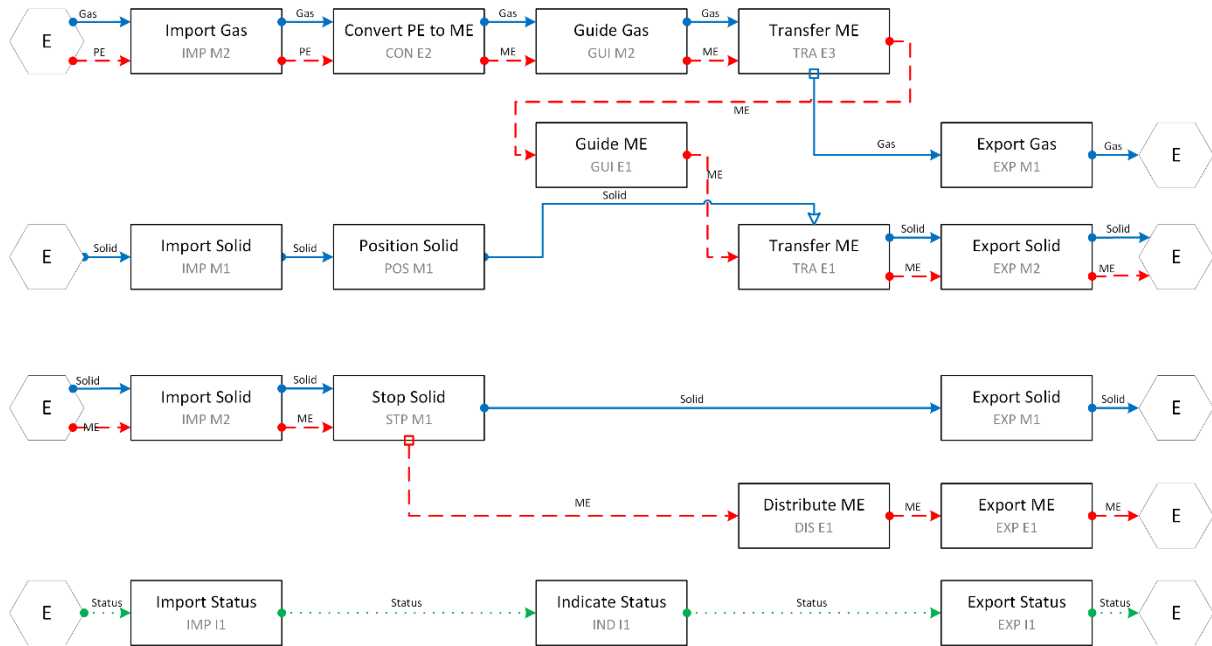 Gas
Gas
Gas
Gas
E
Import Gas
IMP M2
Convert PE to ME
CON E2
Guide Gas
GUI M2
Transfer ME
TRA E3
PE
PE
ME
ME
ME
Guide ME
GUI E1
Gas
Export Gas
EXP M1
Gas
E
ME
Solid
E
Solid
Import Solid
IMP M1
Solid
Position Solid
POS M1
Transfer ME
TRA E1
Solid
ME
Export Solid
EXP M2
Solid
ME
E
E
Solid
ME
Import Solid
IMP M2
Solid
ME
Stop Solid
STP M1
Solid
Export Solid
EXP M1
Solid
E
ME
Distribute ME
DIS E1
ME
Export ME
EXP E1
ME
E
E
Status
Import Status
IMP I1
Status
Indicate Status
IND I1
Status
Export Status
EXP I1
Status
E